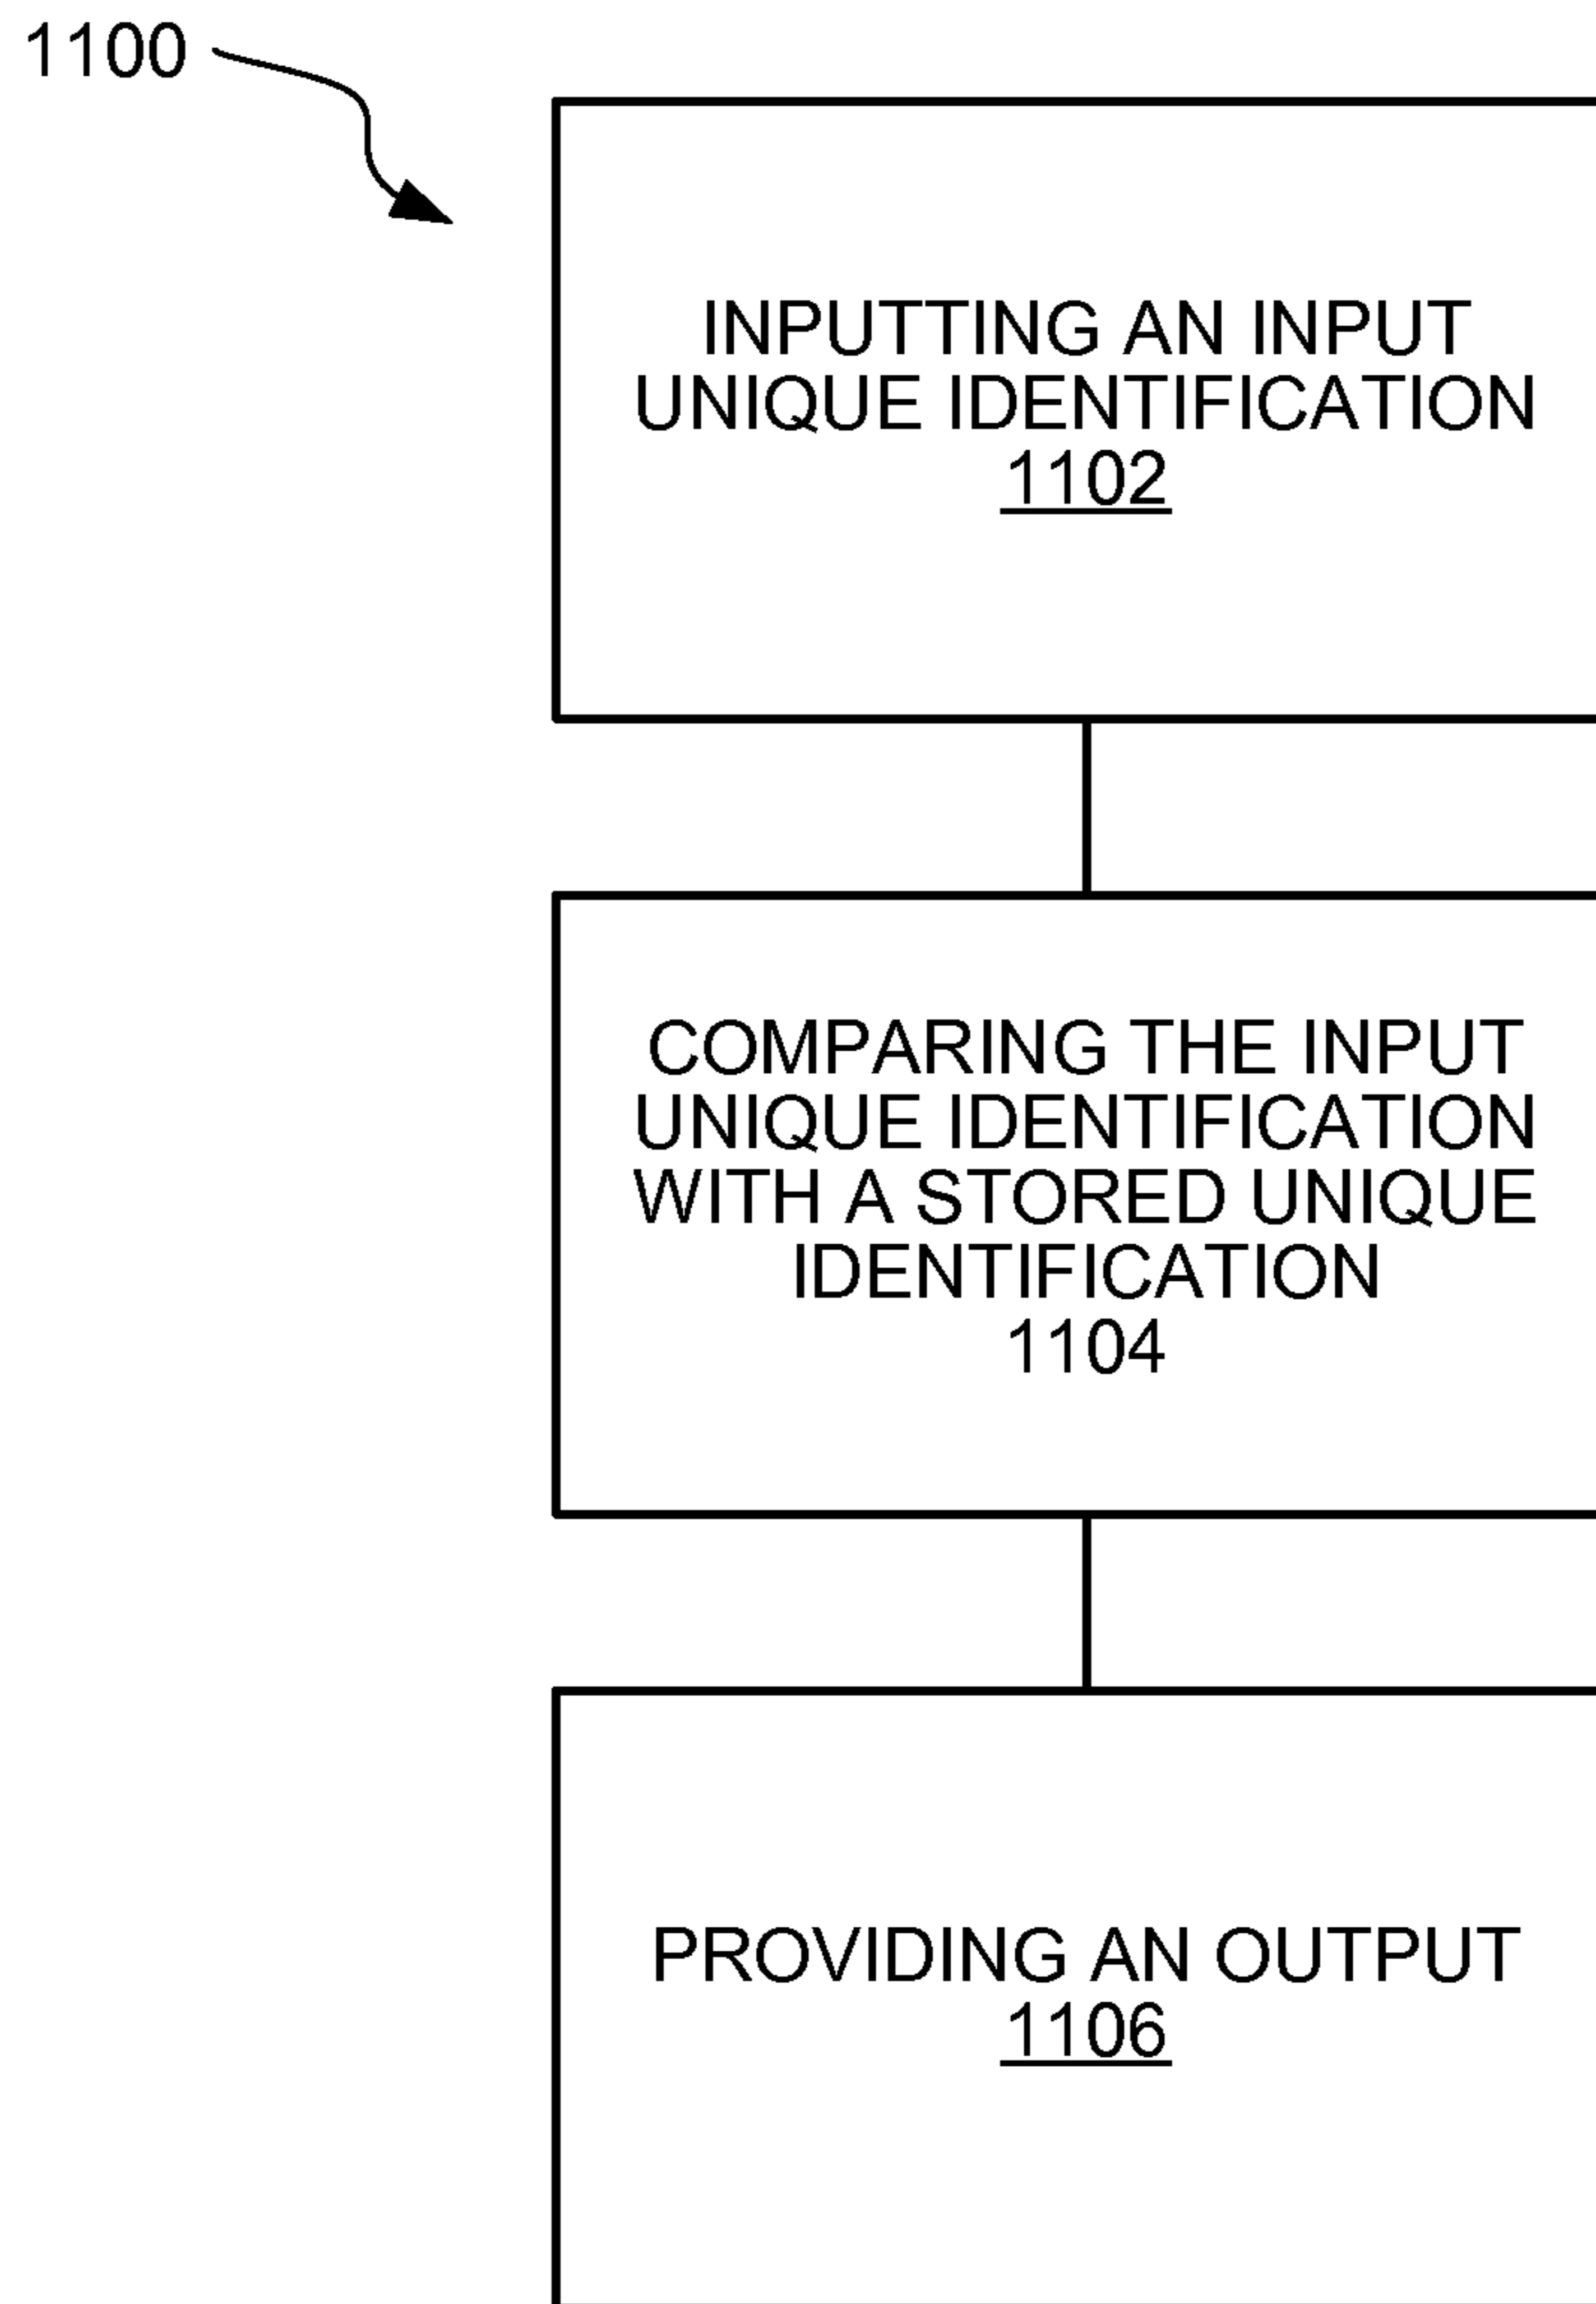 1100
INPUTTING AN INPUT
UNIQUE IDENTIFICATION
1102
COMPARING THE INPUT
UNIQUE IDENTIFICATION
WITH A STORED UNIQUE
IDENTIFICATION
1104
PROVIDING AN OUTPUT
1106